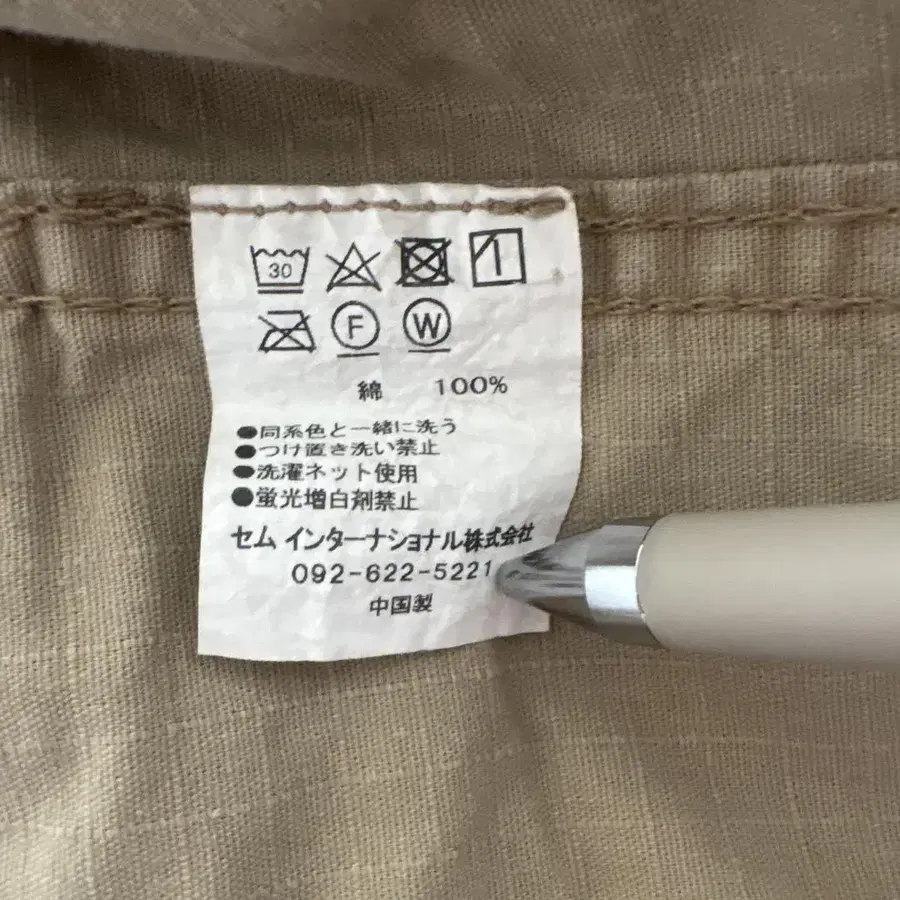 30
F W
綿 100%
●同系色と一緒に洗う
●つけ置き洗い禁止
●洗濯ネット使用
●蛍光増白剤禁止
セム インターナショナル株式会社
092-622-5221
中国製